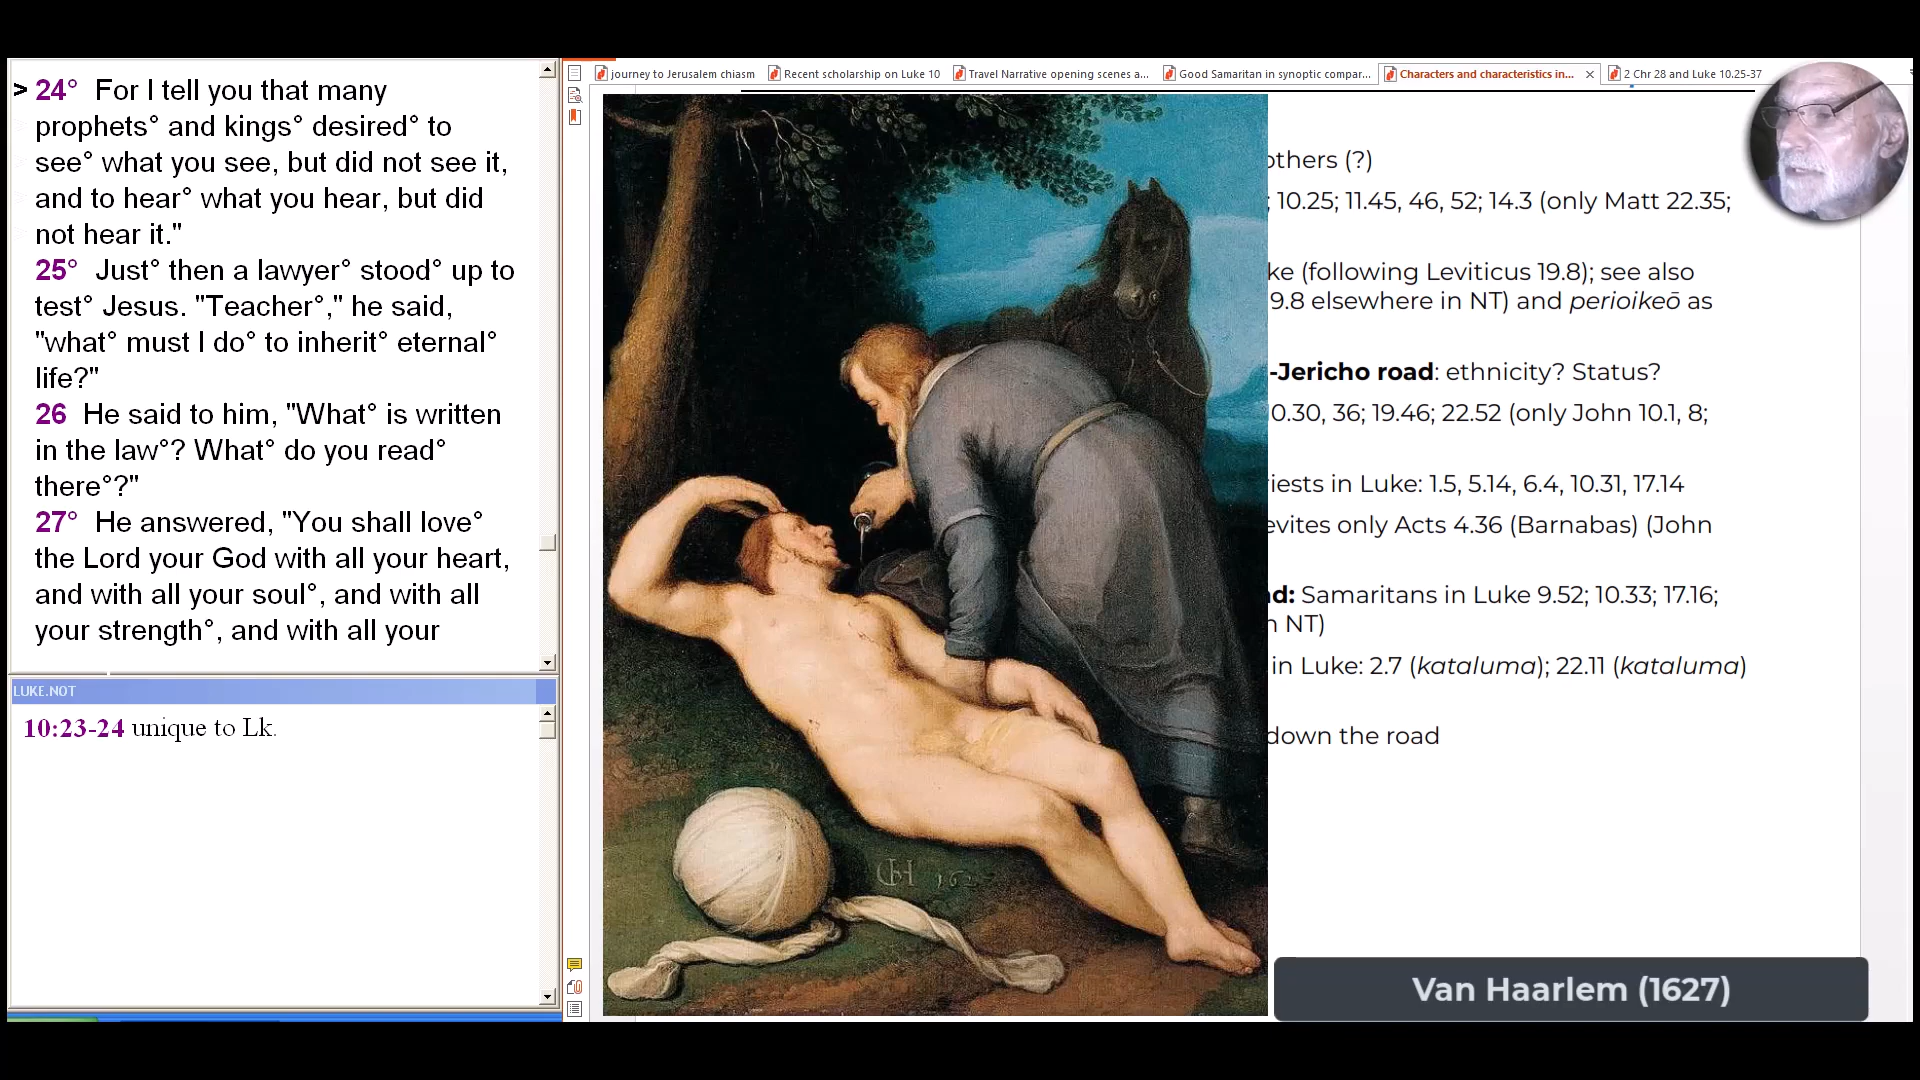 > 24° For I tell you that many
prophets° and kings° desired° to
see° what you see, but did not see it,
and to hear° what you hear, but did
not hear it."
25° Just° then a lawyer° stood° up to
test° Jesus. "Teacher°," he said,
"what° must I do° to inherit° eternal°
life?"
26 He said to him, "What° is written
in the law°? What° do you read°
there°?"
27° He answered, "You shall love°
the Lord your God with all your heart,
and with all your soul°, and with all
your strength°, and with all your
LUKE.NOT
10:23-24 unique to Lk.
journey to Jerusalem chiasm
Recent scholarship on Luke 10
Travel Narrative opening scenes a...
Good Samaritan in synoptic compar...
Characters and characteristics in...
2 Chr 28 and Luke 10.25-37
others (?)
; 10.25; 11.45, 46, 52; 14.3 (only Matt 22.35;
ke (following Leviticus 19.8); see also
9.8 elsewhere in NT) and perioikeō as
-Jericho road: ethnicity? Status?
0.30, 36; 19.46; 22.52 (only John 10.1, 8;
iests in Luke: 1.5, 5.14, 6.4, 10.31, 17.14
evites only Acts 4.36 (Barnabas) (John
ad: Samaritans in Luke 9.52; 10.33; 17.16;
n NT)
in Luke: 2.7 (kataluma); 22.11 (kataluma)
down the road
CH 162
Van Haarlem (1627)